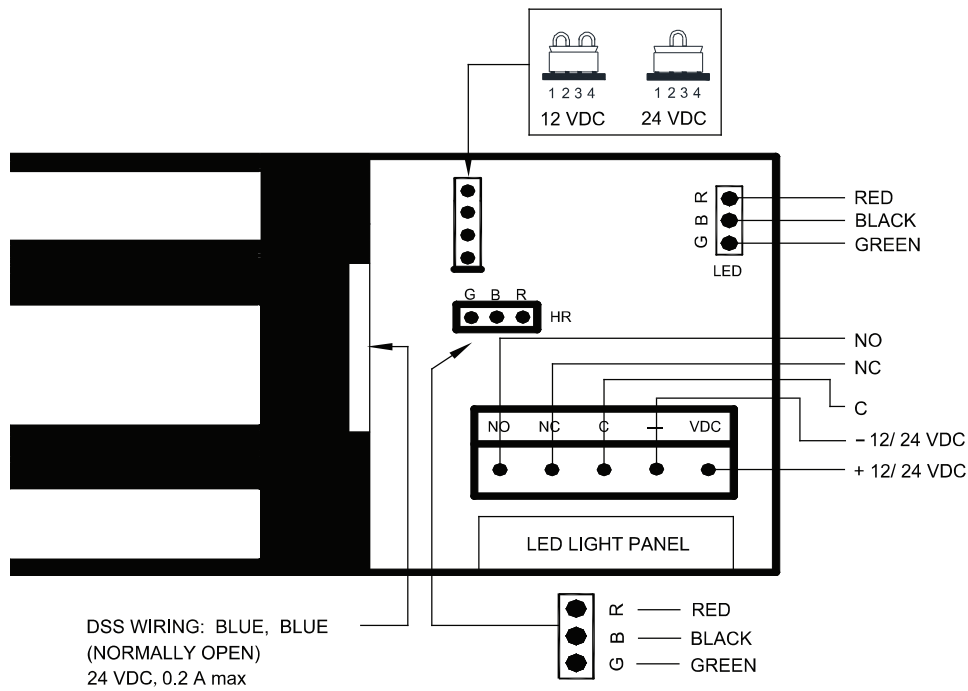 1 2 3 4
1 2 3 4
12 VDC
24 VDC
R
B
G
LED
RED
BLACK
GREEN
G B R
HR
NO
NC
C
− 12/ 24 VDC
+ 12/ 24 VDC
NO NC C — VDC
LED LIGHT PANEL
DSS WIRING: BLUE, BLUE
(NORMALLY OPEN)
24 VDC, 0.2 A max
R RED
B BLACK
G GREEN